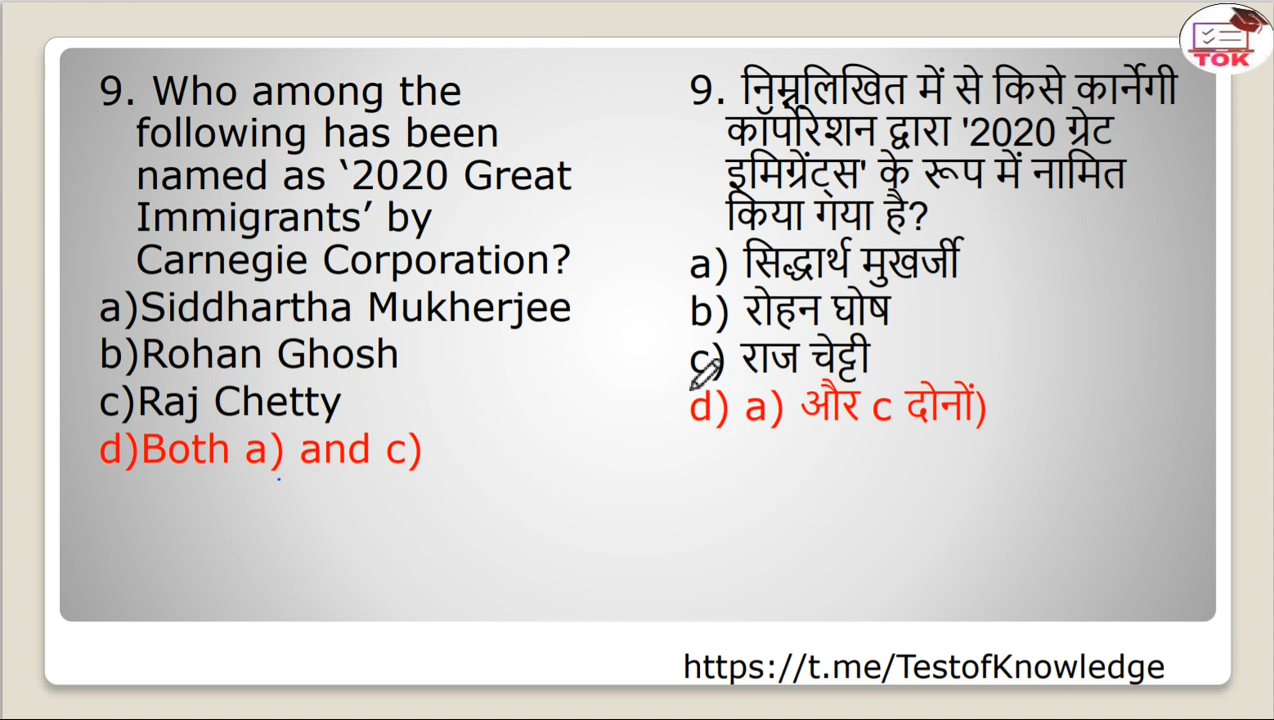 TOK
9. Who among the
following has been
named as ‘2020 Great
Immigrants’ by
Carnegie Corporation?
a)Siddhartha Mukherjee
b)Rohan Ghosh
c)Raj Chetty
d)Both a) and c)
9. निम्नलिखित में से किसे कार्नेगी
कॉर्पोरेशन द्वारा '2020 ग्रेट
इमिग्रेंट्स' के रूप में नामित
किया गया है?
a) सिद्धार्थ मुखर्जी
b) रोहन घोष
c) राज चेट्टी
d) a) और c दोनों)
https://t.me/TestofKnowledge